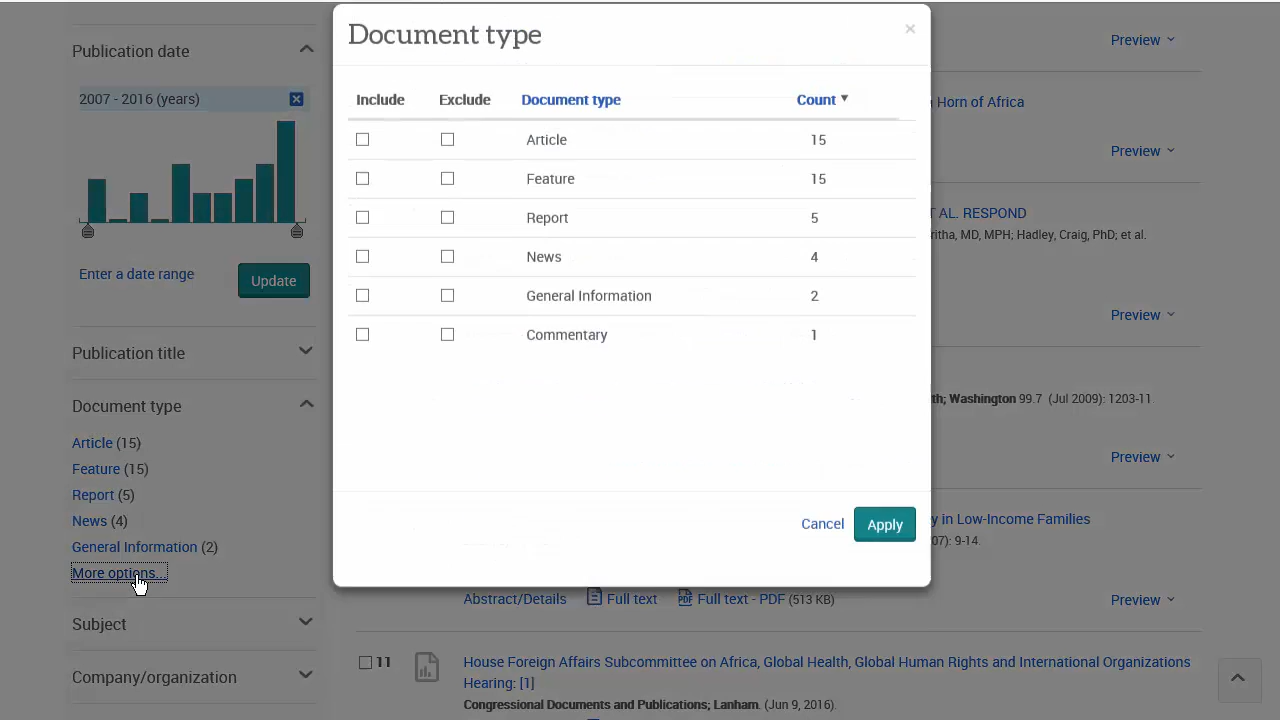 Publication date
2007 - 2016 (years)
Enter a date range
Update
Publication title
Document type
Article (15)
Feature (15)
Report (5)
News (4)
General Information (2)
More options...
Subject
Company/organization
Document type
×
Include Exclude Document type Count ▼
Article 15
Feature 15
Report 5
News 4
General Information 2
Commentary 1
Cancel Apply
Preview
Horn of Africa
Preview
AL. RESPOND
MD, MPH; Hadley, Craig, PhD; et al.
Preview
Washington 99.7 (Jul 2009): 1203-11
Preview
in Low-Income Families
9-14.
Abstract/Details Full text PDF Full text - PDF (513 KB)
Preview
11
House Foreign Affairs Subcommittee on Africa, Global Health, Global Human Rights and International Organizations
Hearing: [1]
Congressional Documents and Publications; Lanham. (Jun 9, 2016).